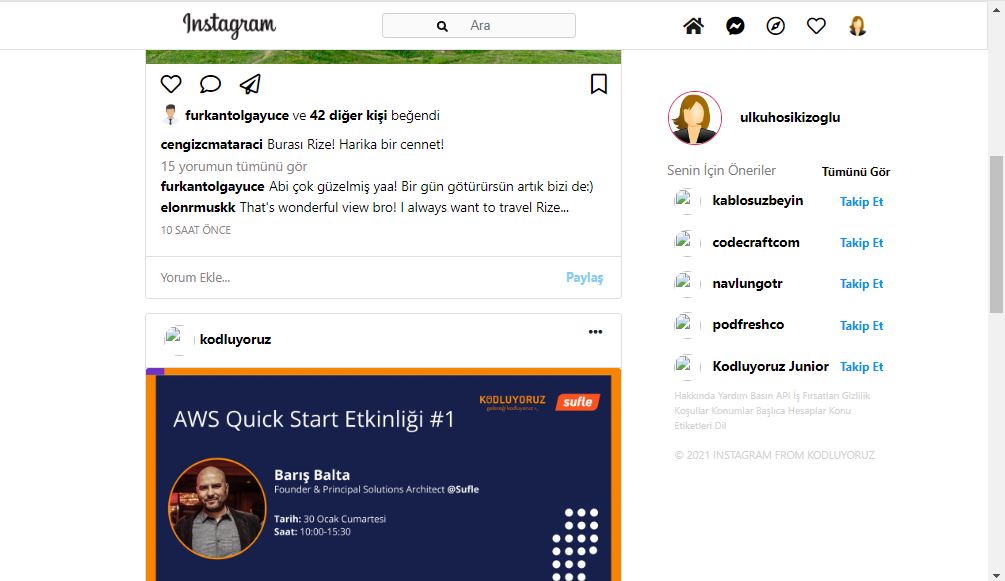 Instagram
Ara
furkantolgayuce ve 42 diğer kişi beğendi
cengizcmataraci Burası Rize! Harika bir cennet!
15 yorumun tümünü gör
furkantolgayuce Abi çok güzelmiş yaa! Bir gün götürürsün artık bizi de:)
elonrmuskk That's wonderful view bro! I always want to travel Rize...
10 SAAT ÖNCE
Yorum Ekle...
Paylaş
kodluyoruz
KODLUYORUZ
geleceği kodluyoruz >_
sufle
AWS Quick Start Etkinliği #1
Barış Balta
Founder & Principal Solutions Architect @Sufle
Tarih: 30 Ocak Cumartesi
Saat: 10:00-15:30
ulkuhosikizoglu
Senin İçin Öneriler
Tümünü Gör
kablosuzbeyin Takip Et
codecraftcom Takip Et
navlungotr Takip Et
podfreshco Takip Et
Kodluyoruz Junior Takip Et
Hakkında Yardım Basın API İş Fırsatları Gizlilik
Koşullar Konumlar Başlıca Hesaplar Konu
Etiketleri Dil
© 2021 INSTAGRAM FROM KODLUYORUZ